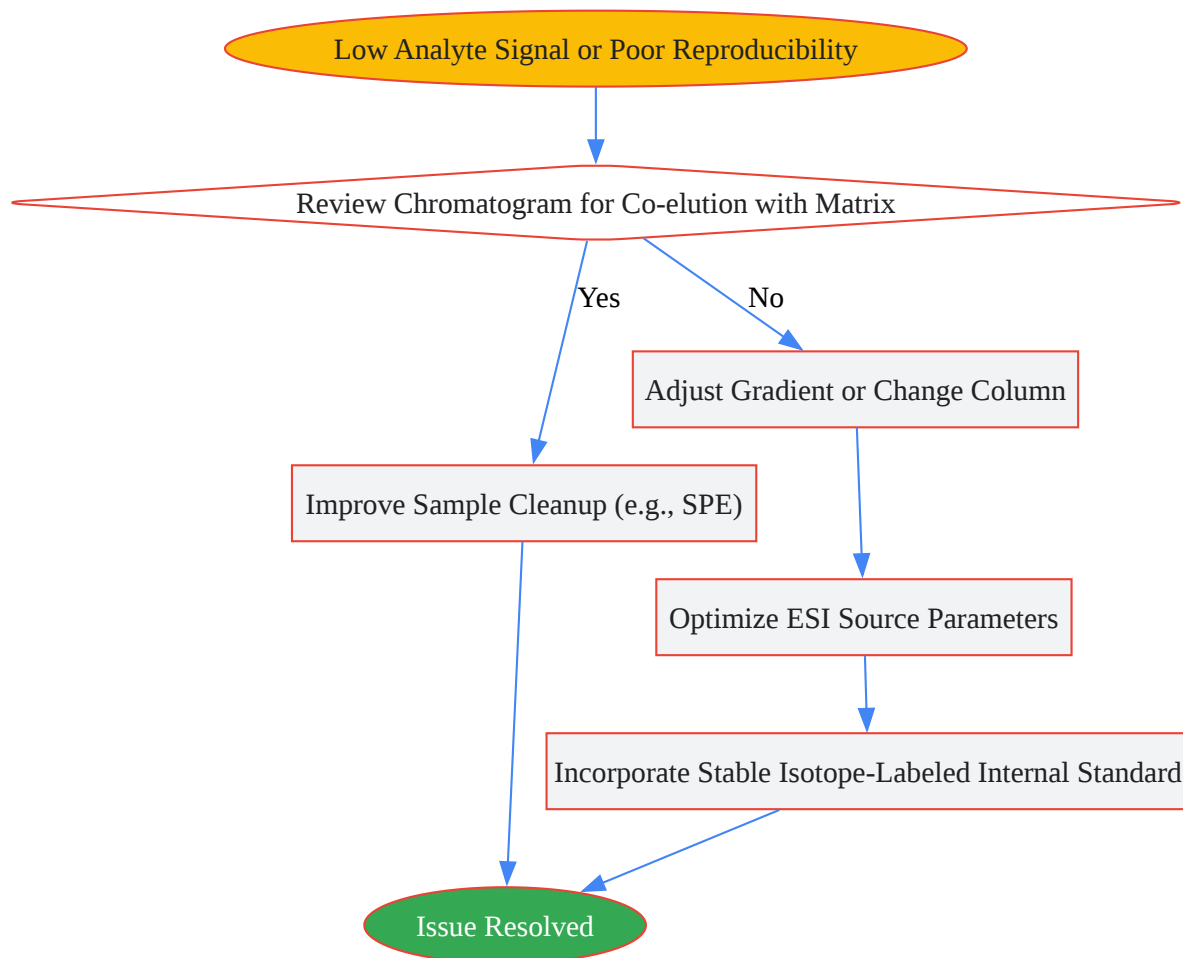 Low Analyte Signal or Poor Reproducibility
Review Chromatogram for Co-elution with Matrix
Yes
No
Adjust Gradient or Change Column
Improve Sample Cleanup (e.g., SPE)
Optimize ESI Source Parameters
Incorporate Stable Isotope-Labeled Internal Standard
Issue Resolved